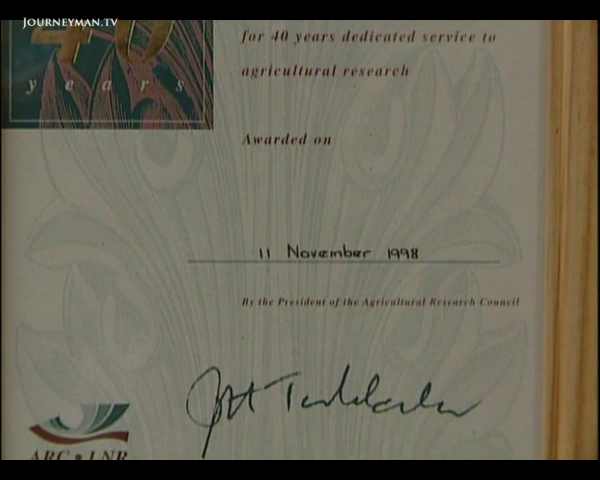 JOURNEYMAN.TV
40
years
for 40 years dedicated service to
agricultural research
Awarded on
11 November 1998
By the President of the Agricultural Research Council
ARC LNR